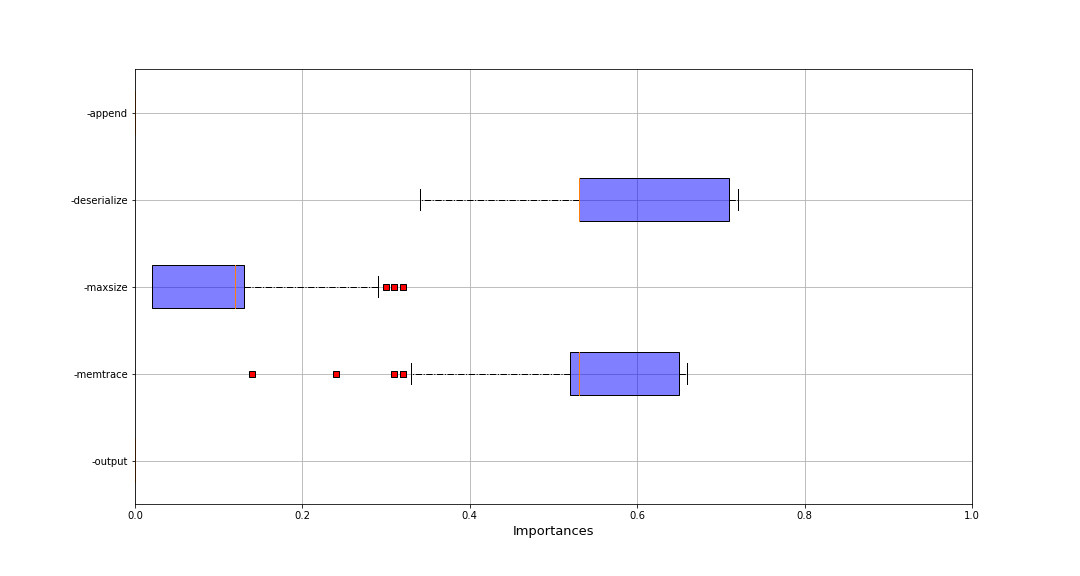 -append
-deserialize
-maxsize
-memtrace
-output
0.0 0.2 0.4 0.6 0.8 1.0
Importances